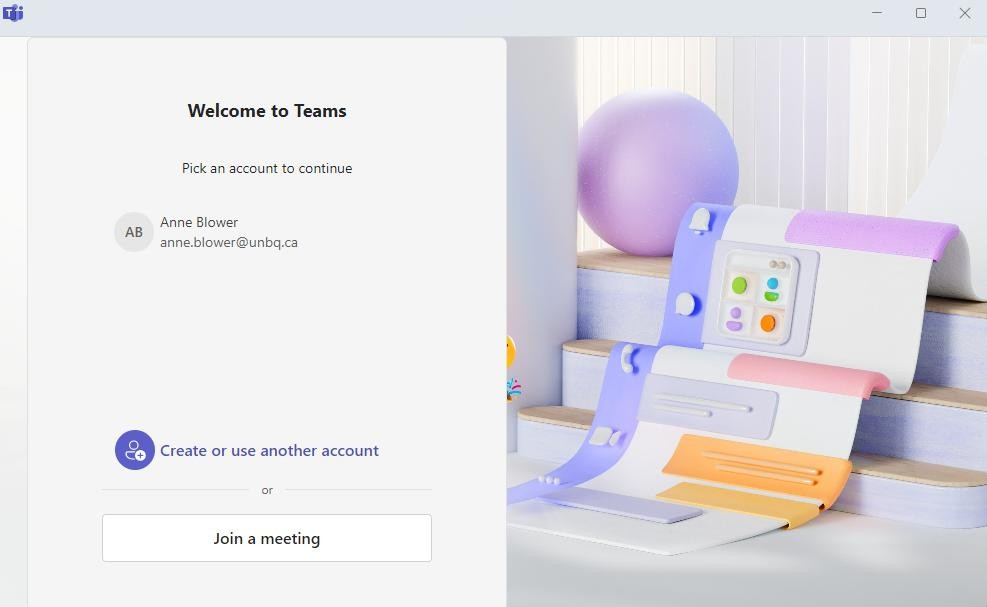 T
Welcome to Teams
Pick an account to continue
AB
Anne Blower
anne.blower@unbq.ca
Create or use another account
or
Join a meeting